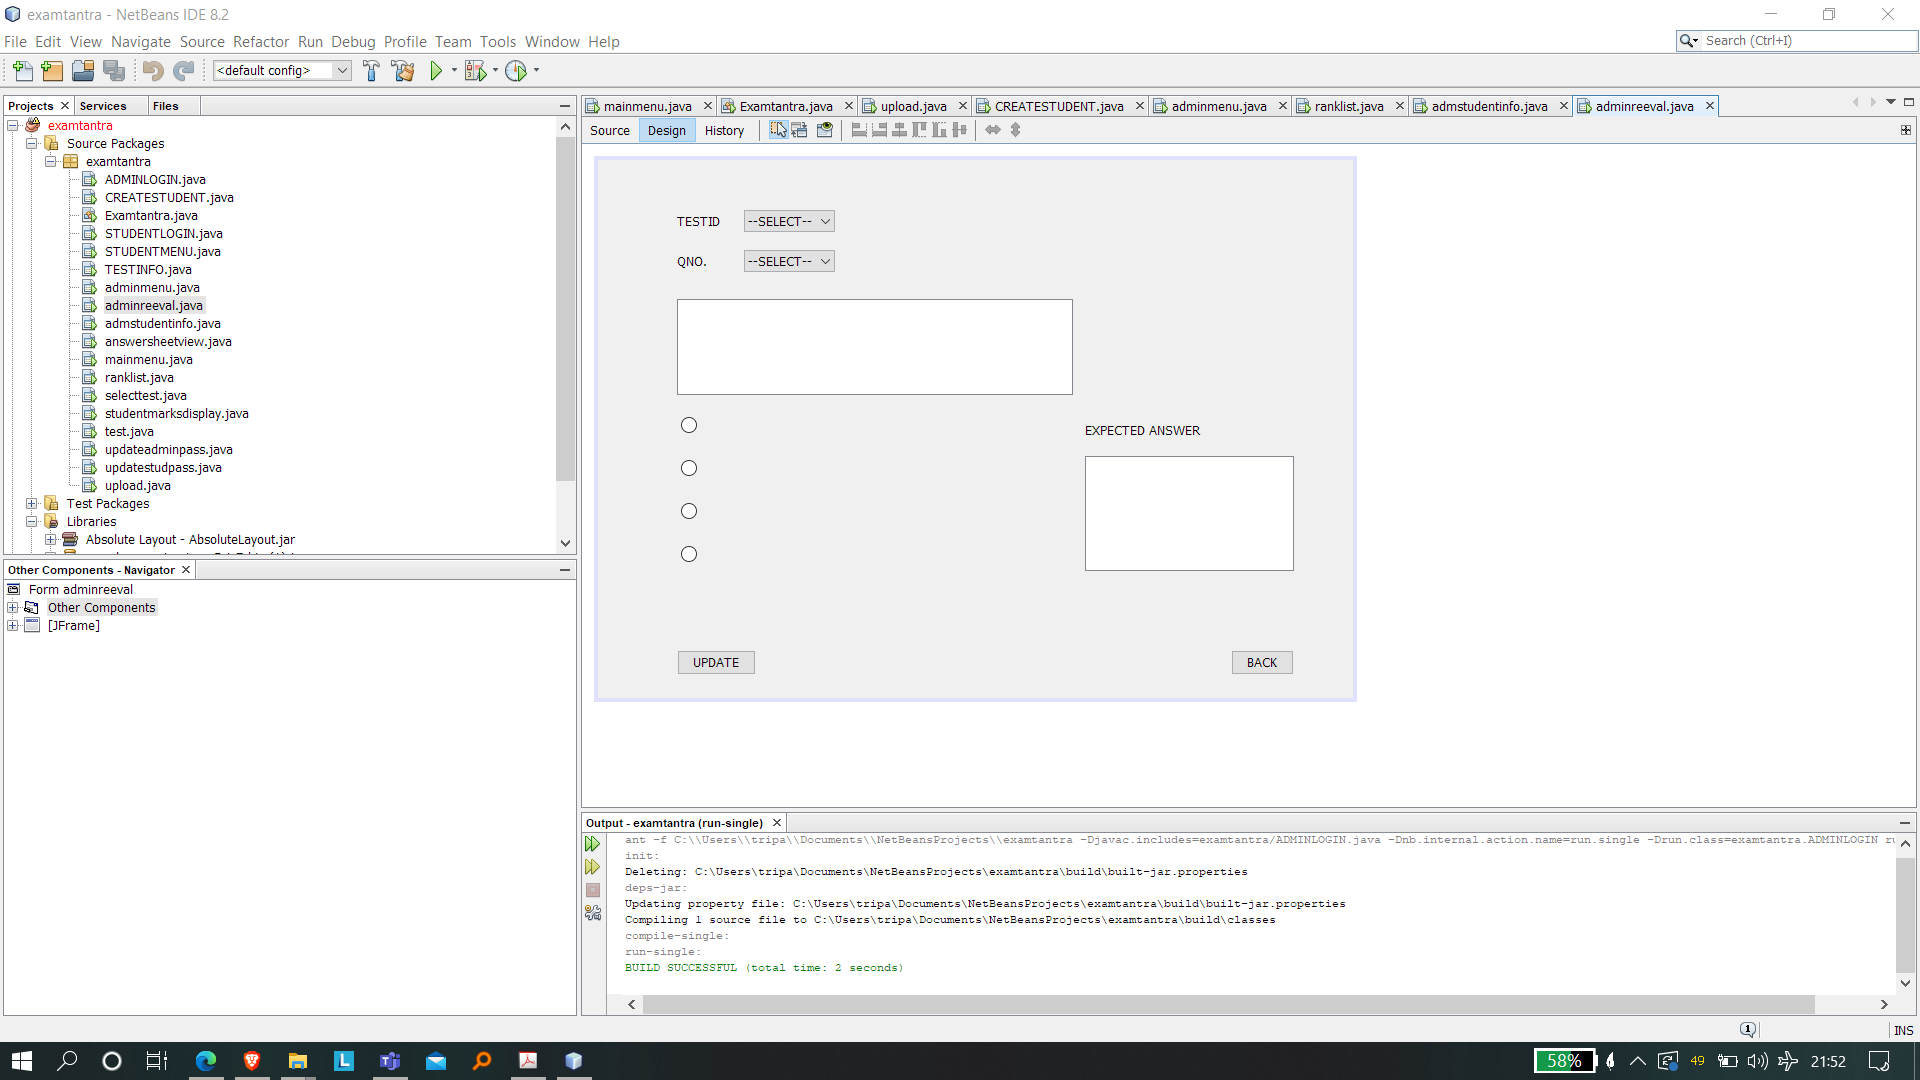 examtantra - NetBeans IDE 8.2
File Edit View Navigate Source Refactor Run Debug Profile Team Tools Window Help
Search (Ctrl+I)
<default config>
Projects Services Files
examtantra
Source Packages
examtantra
ADMINLOGIN.java
CREATESTUDENT.java
Examtantra.java
STUDENTLOGIN.java
STUDENTMENU.java
TESTINFO.java
adminmenu.java
adminreeval.java
admstudentinfo.java
answersheetview.java
mainmenu.java
ranklist.java
selecttest.java
studentmarksdisplay.java
test.java
updateadminpass.java
updatestudpass.java
upload.java
Test Packages
Libraries
Absolute Layout - AbsoluteLayout.jar
Other Components - Navigator
Form adminreeval
Other Components
[JFrame]
mainmenu.java Examtantra.java upload.java CREATESTUDENT.java adminmenu.java ranklist.java admstudentinfo.java adminreeval.java
Source Design History
TESTID --SELECT--
QNO. --SELECT--
EXPECTED ANSWER
UPDATE BACK
Output - examtantra (run-single)
ant -f C:\\Users\\tripa\\Documents\\NetBeansProjects\\examtantra -Djavac.includes=examtantra/ADMINLOGIN.java -Dnb.internal.action.name=run.single -Drun.class=examtantra.ADMINLOGIN
init:
Deleting: C:\Users\tripa\Documents\NetBeansProjects\examtantra\build\built-jar.properties
deps-jar:
Updating property file: C:\Users\tripa\Documents\NetBeansProjects\examtantra\build\built-jar.properties
Compiling 1 source file to C:\Users\tripa\Documents\NetBeansProjects\examtantra\build\classes
compile-single:
run-single:
BUILD SUCCESSFUL (total time: 2 seconds)
1
INS
58% 49 21:52